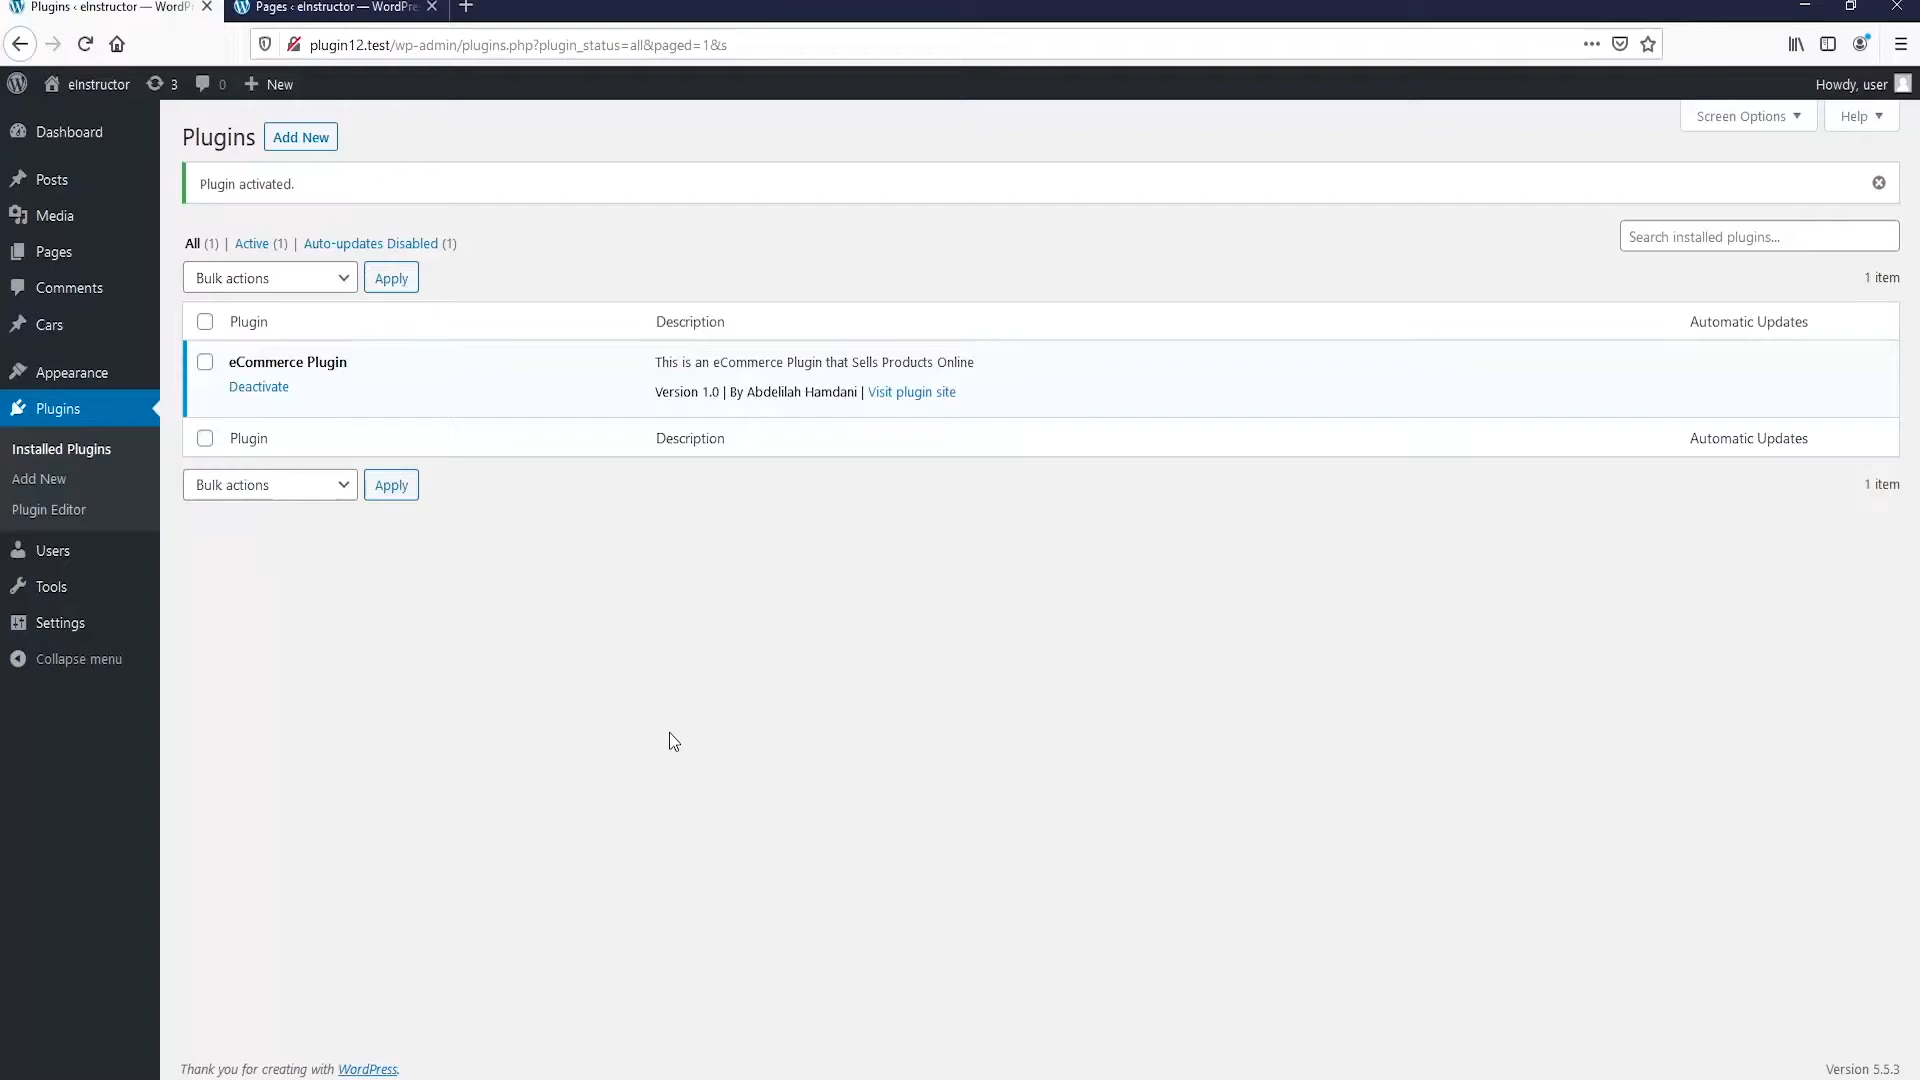 Plugins ‹ eInstructor — WordPr
Pages ‹ eInstructor — WordPre
plugin12.test/wp-admin/plugins.php?plugin_status=all&paged=1&s
eInstructor
3
0
New
Howdy, user
Dashboard
Posts
Media
Pages
Comments
Cars
Appearance
Plugins
Installed Plugins
Add New
Plugin Editor
Users
Tools
Settings
Collapse menu
Screen Options
Help
Plugins
Add New
Plugin activated.
All (1) | Active (1) | Auto-updates Disabled (1)
Search installed plugins...
Bulk actions
Apply
1 item
Plugin
Description
Automatic Updates
eCommerce Plugin
This is an eCommerce Plugin that Sells Products Online
Deactivate
Version 1.0 | By Abdelilah Hamdani | Visit plugin site
Plugin
Description
Automatic Updates
Bulk actions
Apply
1 item
Thank you for creating with WordPress.
Version 5.5.3